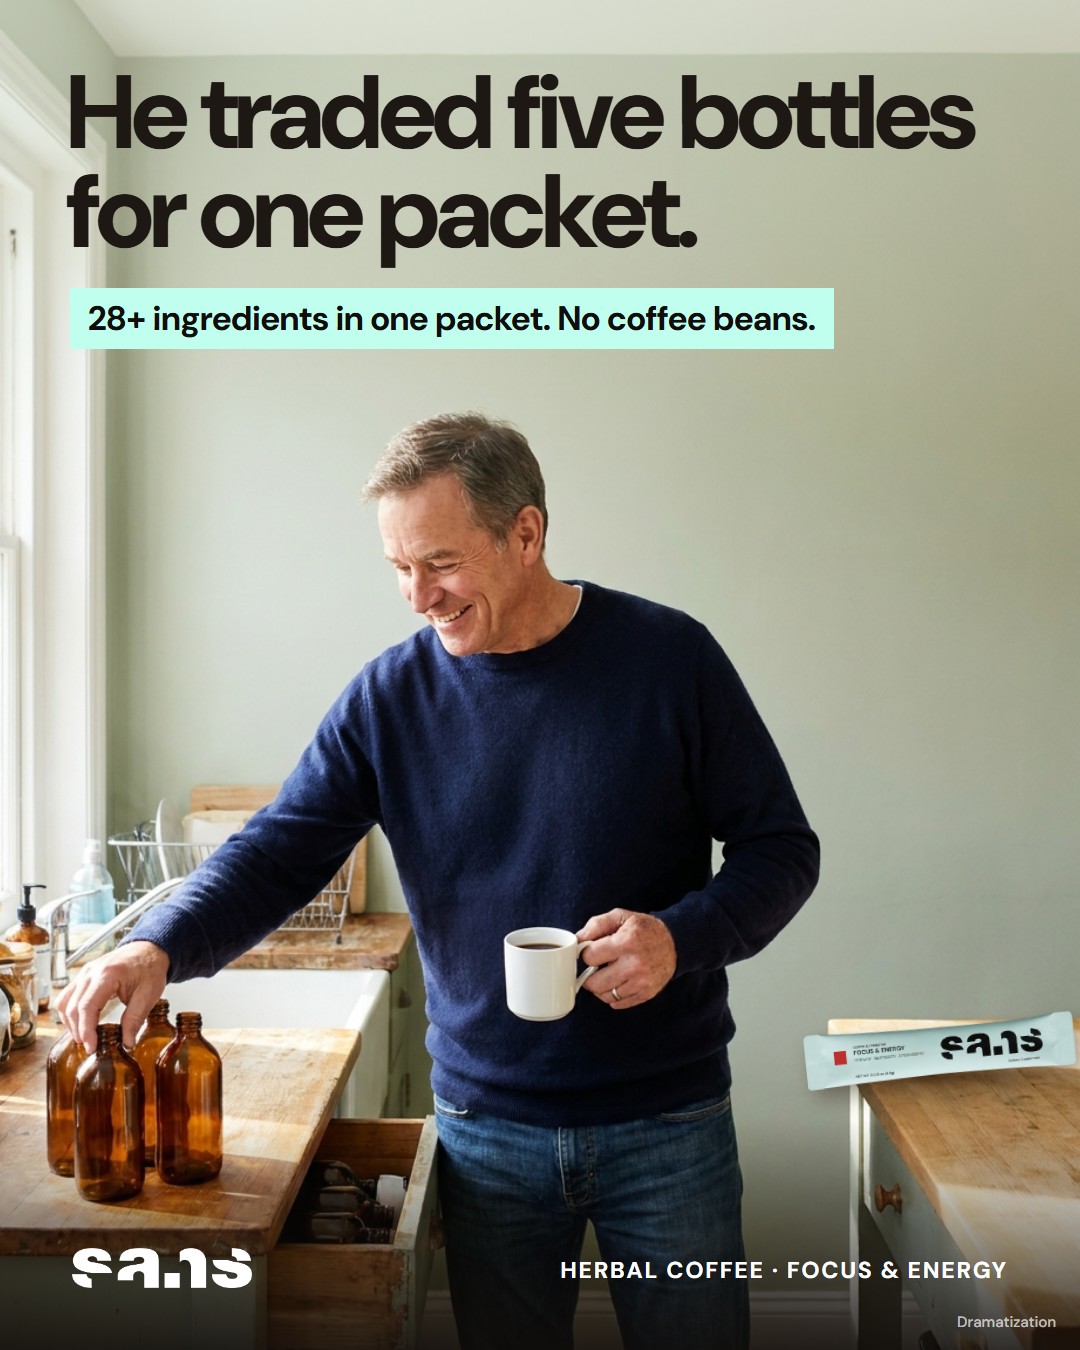 He traded five bottles
for one packet.
28+ ingredients in one packet. No coffee beans.
FOCUS & ENERGY
sans
sans
HERBAL COFFEE · FOCUS & ENERGY
Dramatization